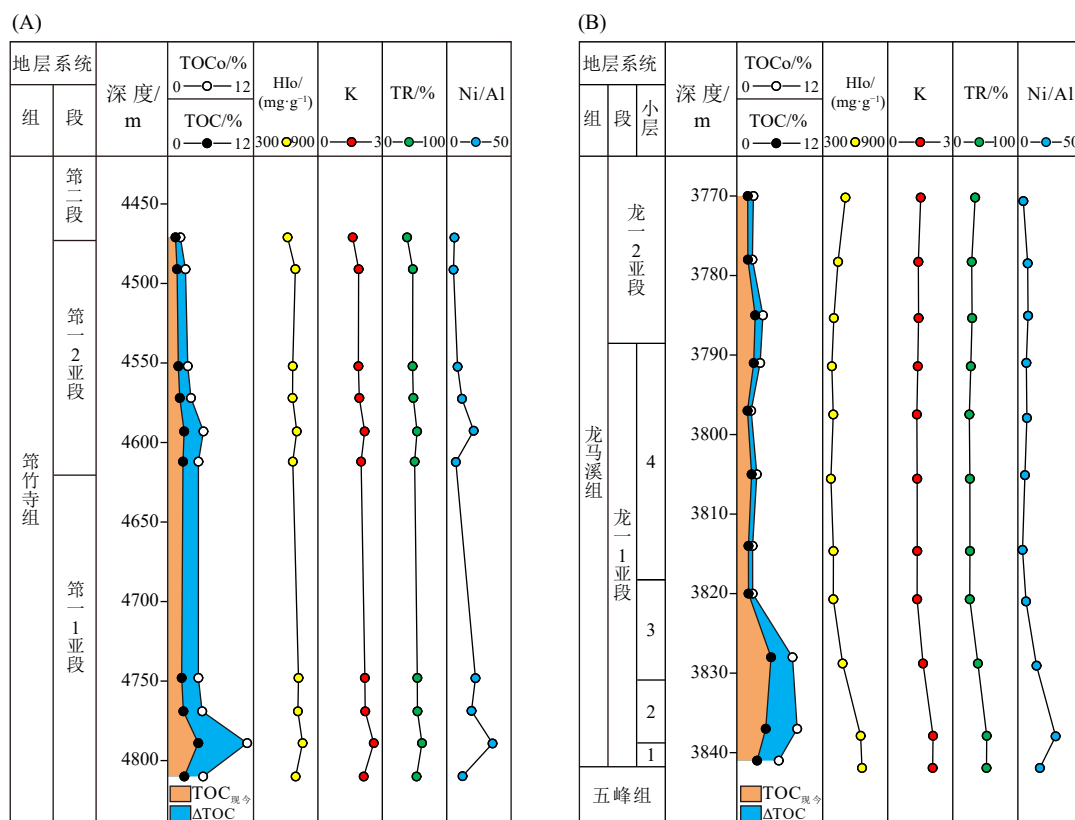 (A)
地层系统
组
段
深度/
m
TOCo/%
0 12
TOC/%
0 12
HIo/
(mg·g⁻¹)
300 900
K
0 3
TR/%
0 100
Ni/Al
0 50
筇竹寺组
筇二段
筇一2亚段
筇一1亚段
4450
4500
4550
4600
4650
4700
4750
4800
TOC现今
ΔTOC
(B)
地层系统
组
段
小层
深度/
m
TOCo/%
0 12
TOC/%
0 12
HIo/
(mg·g⁻¹)
300 900
K
0 3
TR/%
0 100
Ni/Al
0 50
龙马溪组
龙一2亚段
龙一1亚段
4
3
2
1
五峰组
3770
3780
3790
3800
3810
3820
3830
3840
TOC现今
ΔTOC